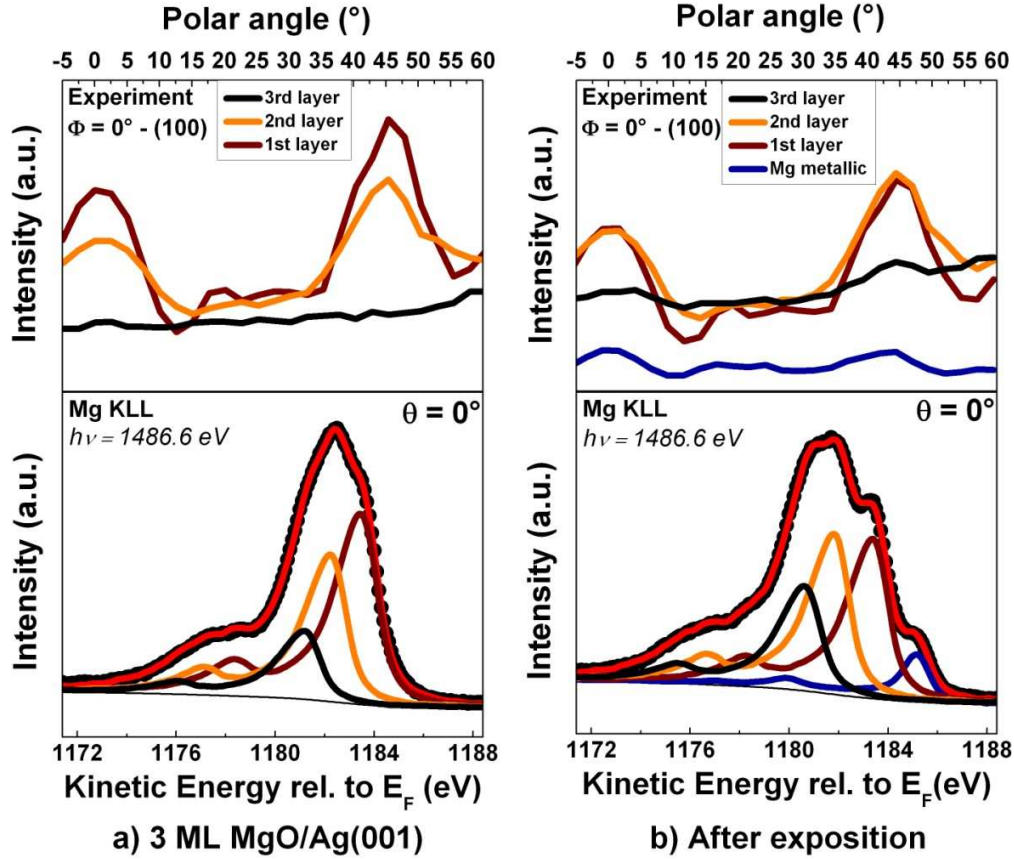 Polar angle (°)
-5 0 5 10 15 20 25 30 35 40 45 50 55 60
Experiment
Φ = 0° - (100)
3rd layer
2nd layer
1st layer
Intensity (a.u.)
Mg KLL
hν = 1486.6 eV
θ = 0°
Intensity (a.u.)
1172 1176 1180 1184 1188
Kinetic Energy rel. to E_F (eV)
a) 3 ML MgO/Ag(001)
Polar angle (°)
-5 0 5 10 15 20 25 30 35 40 45 50 55 60
Experiment
Φ = 0° - (100)
3rd layer
2nd layer
1st layer
Mg metallic
Intensity (a.u.)
Mg KLL
hν = 1486.6 eV
θ = 0°
Intensity (a.u.)
1172 1176 1180 1184 1188
Kinetic Energy rel. to E_F(eV)
b) After exposition